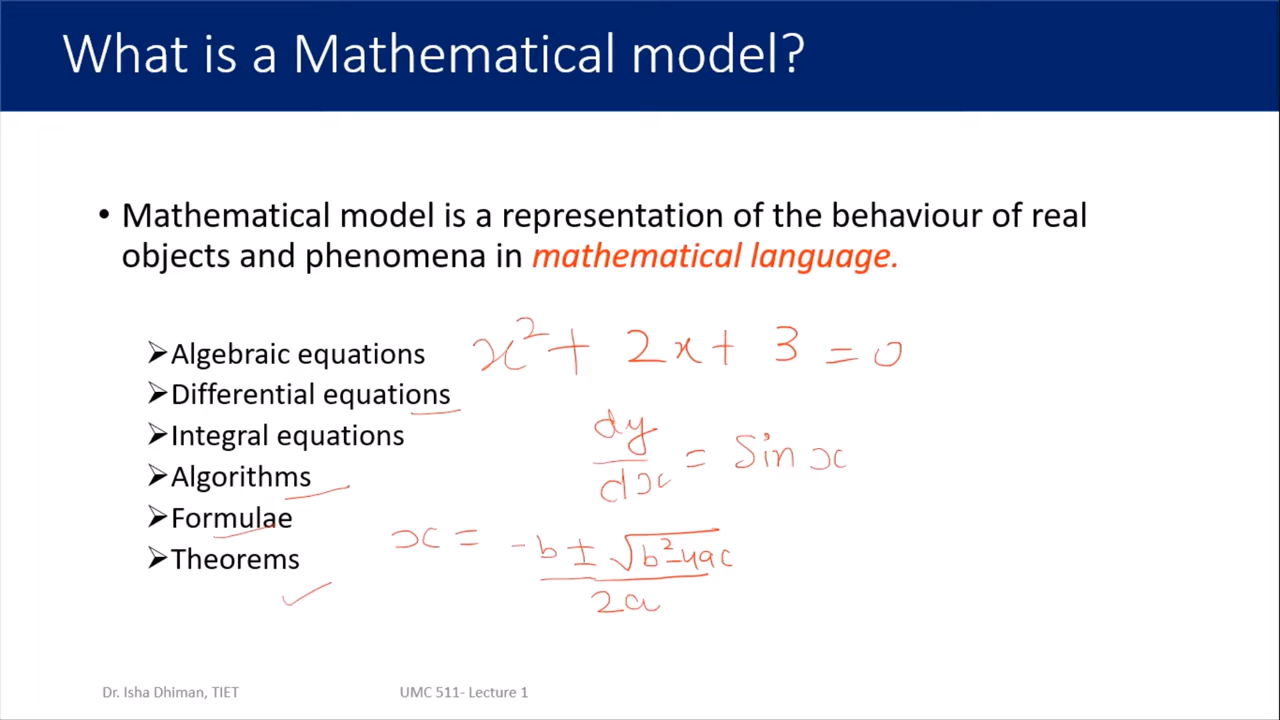 What is a Mathematical model?
• Mathematical model is a representation of the behaviour of real
objects and phenomena in mathematical language.
➢Algebraic equations x² + 2x + 3 = 0
➢Differential equations
➢Integral equations dy/dx = Sin x
➢Algorithms
➢Formulae
x = (-b ± √(b²-4ac))/2a
➢Theorems
Dr. Isha Dhiman, TIET UMC 511- Lecture 1